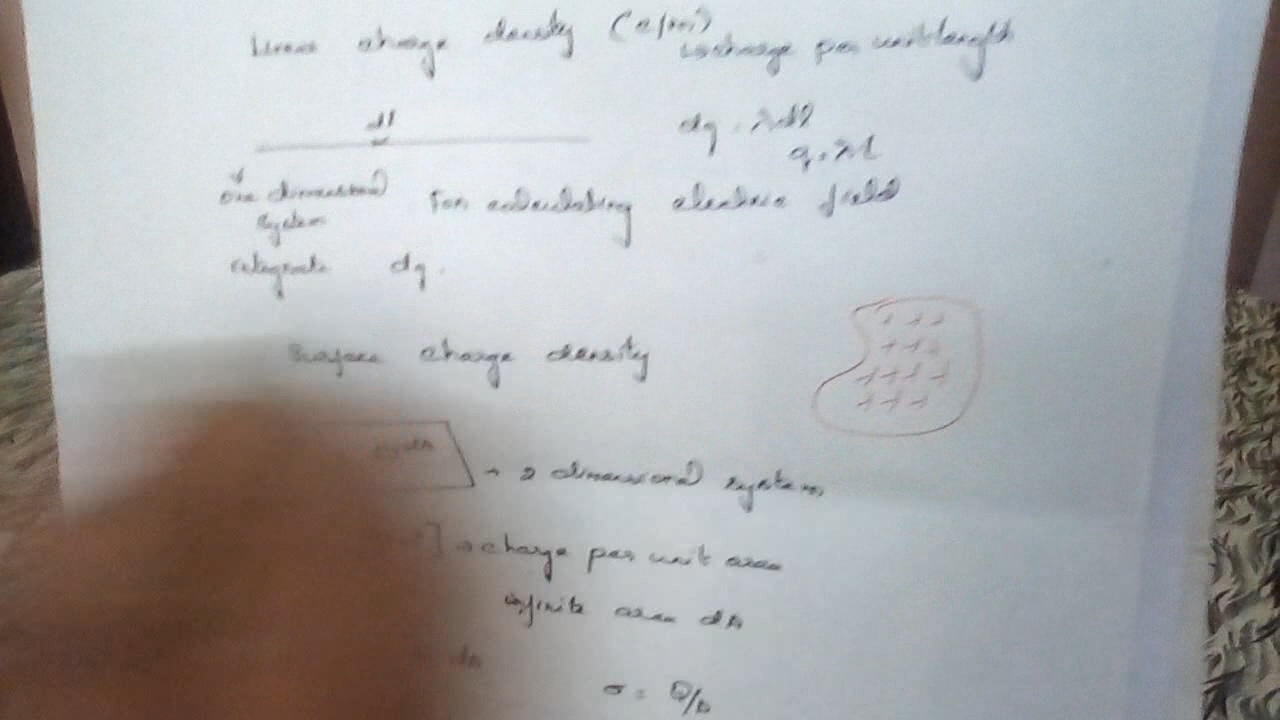 Linear charge density (c/m)
↳ charge per unit length
dl
dq = λdl
q = λL
one dimensional
system
For calculating electric field
integrate dq.
Surface charge density
dA
→ 2 dimensional system
] → charge per unit area
infinite area dA
dA
σ = Q/A